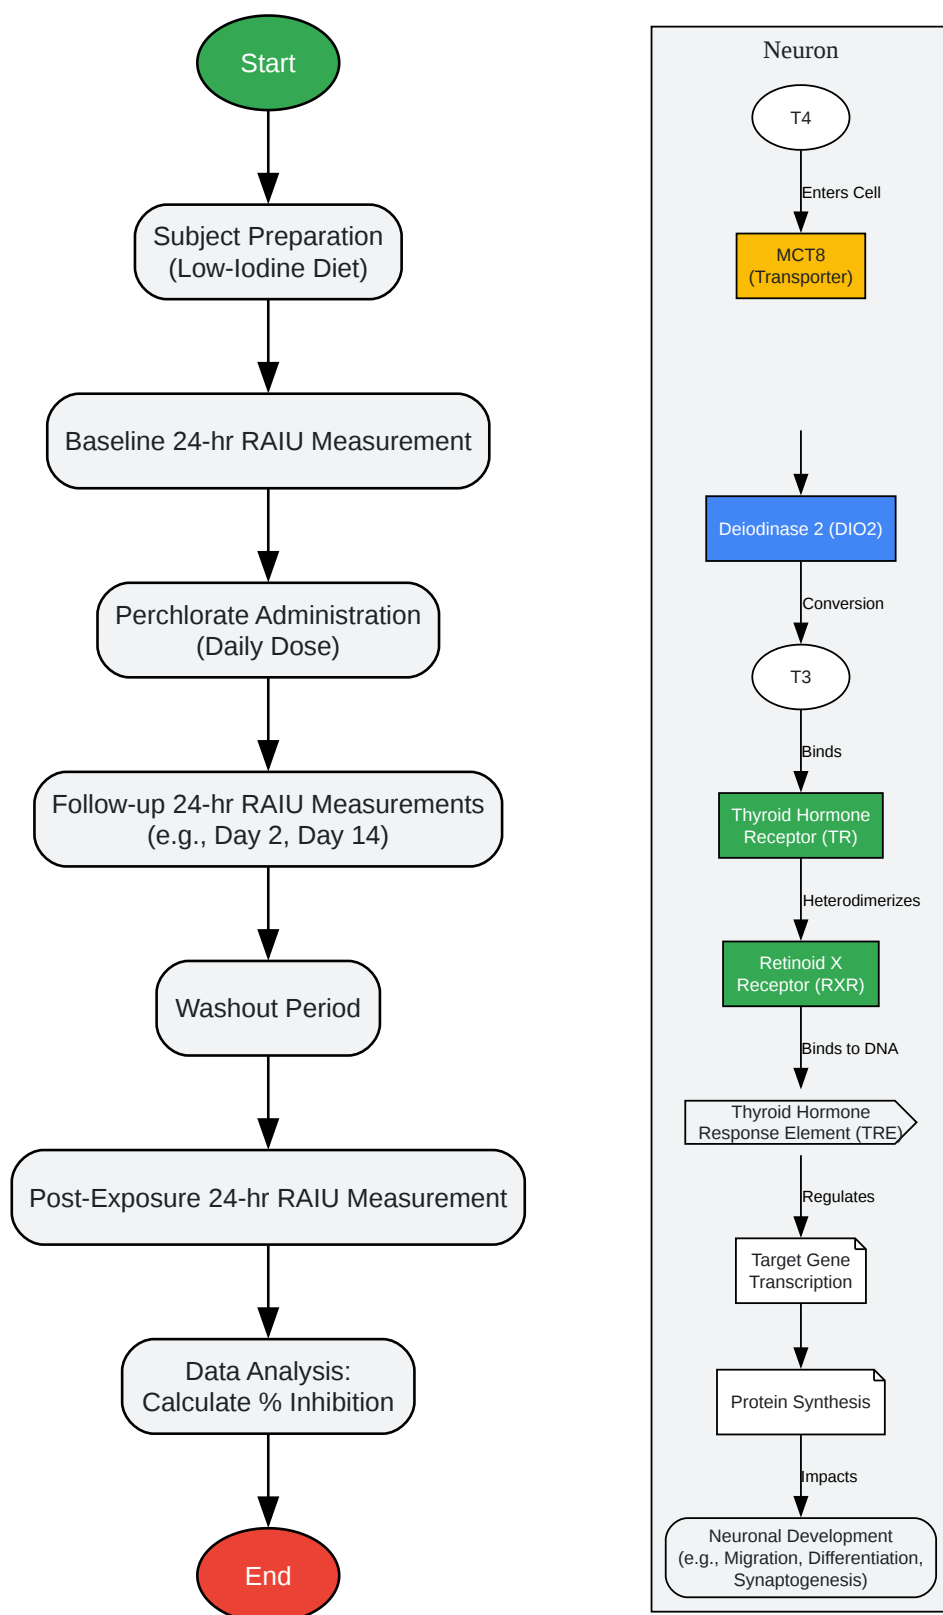 Start
Subject Preparation
(Low-Iodine Diet)
Baseline 24-hr RAIU Measurement
Perchlorate Administration
(Daily Dose)
Follow-up 24-hr RAIU Measurements
(e.g., Day 2, Day 14)
Washout Period
Post-Exposure 24-hr RAIU Measurement
Data Analysis:
Calculate % Inhibition
End
Neuron
T4
Enters Cell
MCT8
(Transporter)
Deiodinase 2 (DIO2)
Conversion
T3
Binds
Thyroid Hormone
Receptor (TR)
Heterodimerizes
Retinoid X
Receptor (RXR)
Binds to DNA
Thyroid Hormone
Response Element (TRE)
Regulates
Target Gene
Transcription
Protein Synthesis
Impacts
Neuronal Development
(e.g., Migration, Differentiation,
Synaptogenesis)